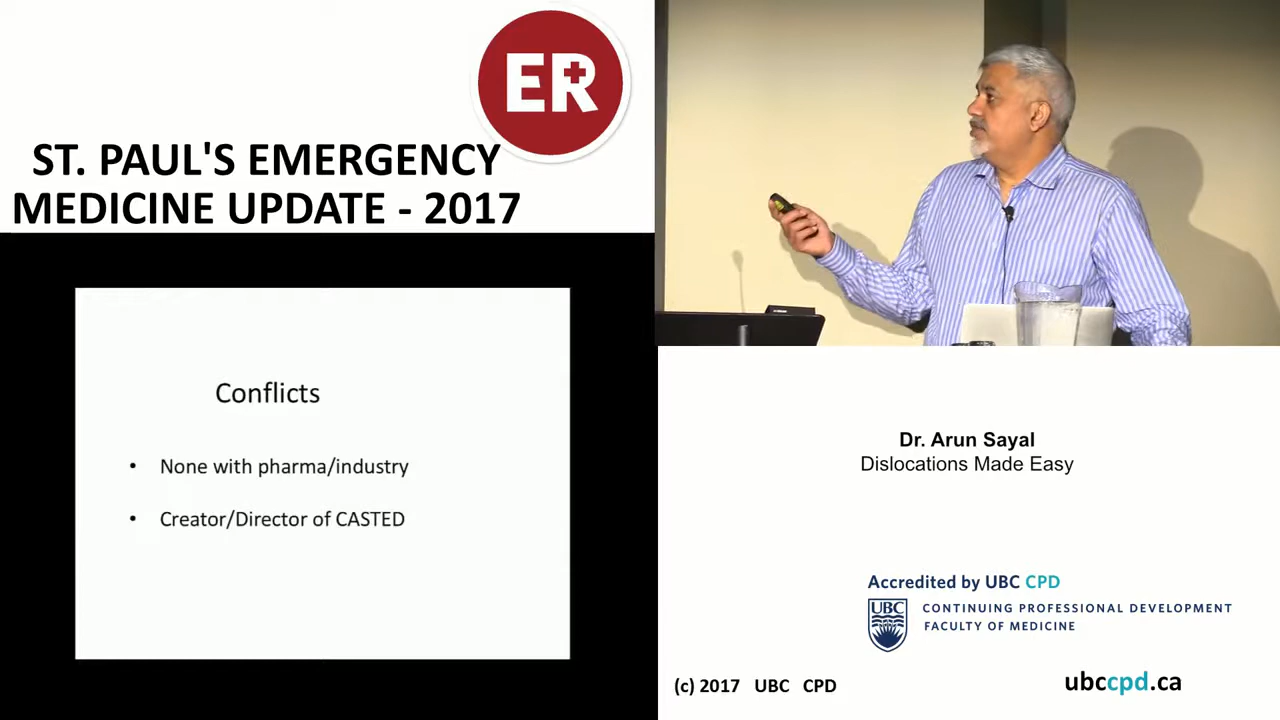 ER
ST. PAUL'S EMERGENCY
MEDICINE UPDATE - 2017
Conflicts
• None with pharma/industry
• Creator/Director of CASTED
Dr. Arun Sayal
Dislocations Made Easy
Accredited by UBC CPD
UBC
CONTINUING PROFESSIONAL DEVELOPMENT
FACULTY OF MEDICINE
(c) 2017 UBC CPD
ubccpd.ca